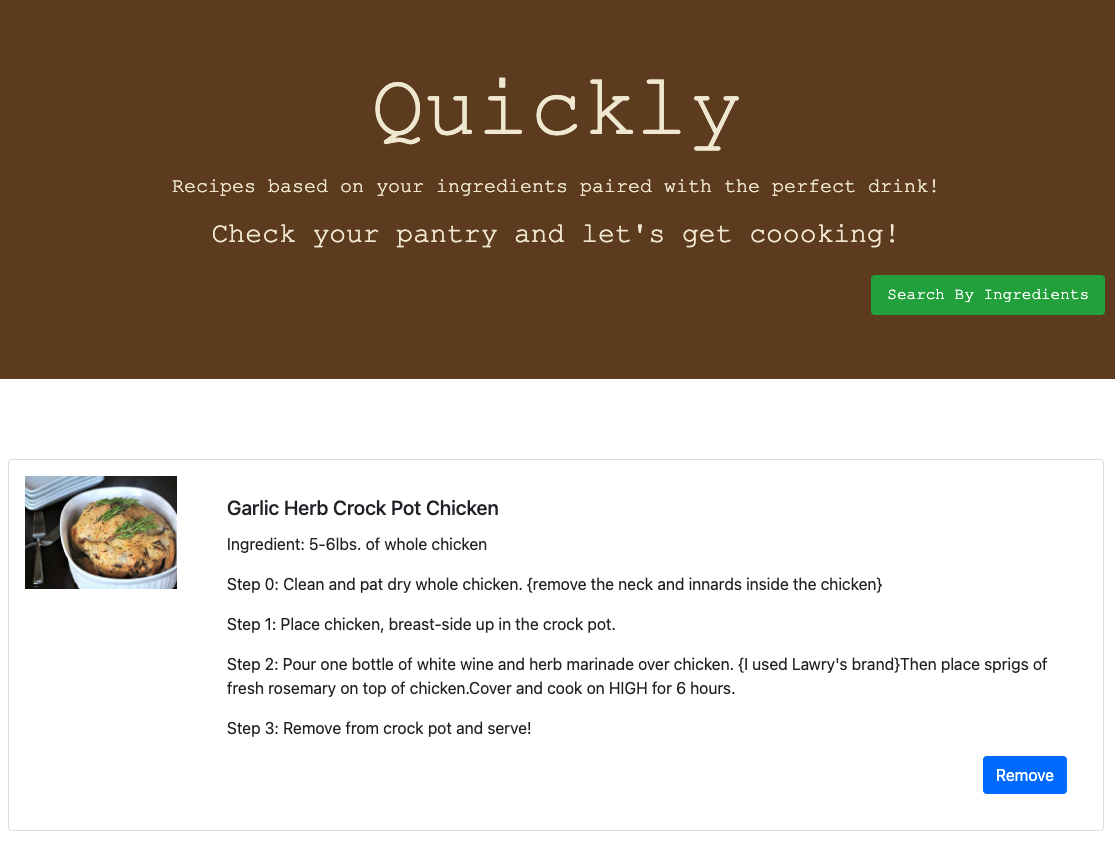 Quickly
Recipes based on your ingredients paired with the perfect drink!
Check your pantry and let's get coooking!
Search By Ingredients
Garlic Herb Crock Pot Chicken
Ingredient: 5-6lbs. of whole chicken
Step 0: Clean and pat dry whole chicken. {remove the neck and innards inside the chicken}
Step 1: Place chicken, breast-side up in the crock pot.
Step 2: Pour one bottle of white wine and herb marinade over chicken. {I used Lawry's brand}Then place sprigs of
fresh rosemary on top of chicken.Cover and cook on HIGH for 6 hours.
Step 3: Remove from crock pot and serve!
Remove